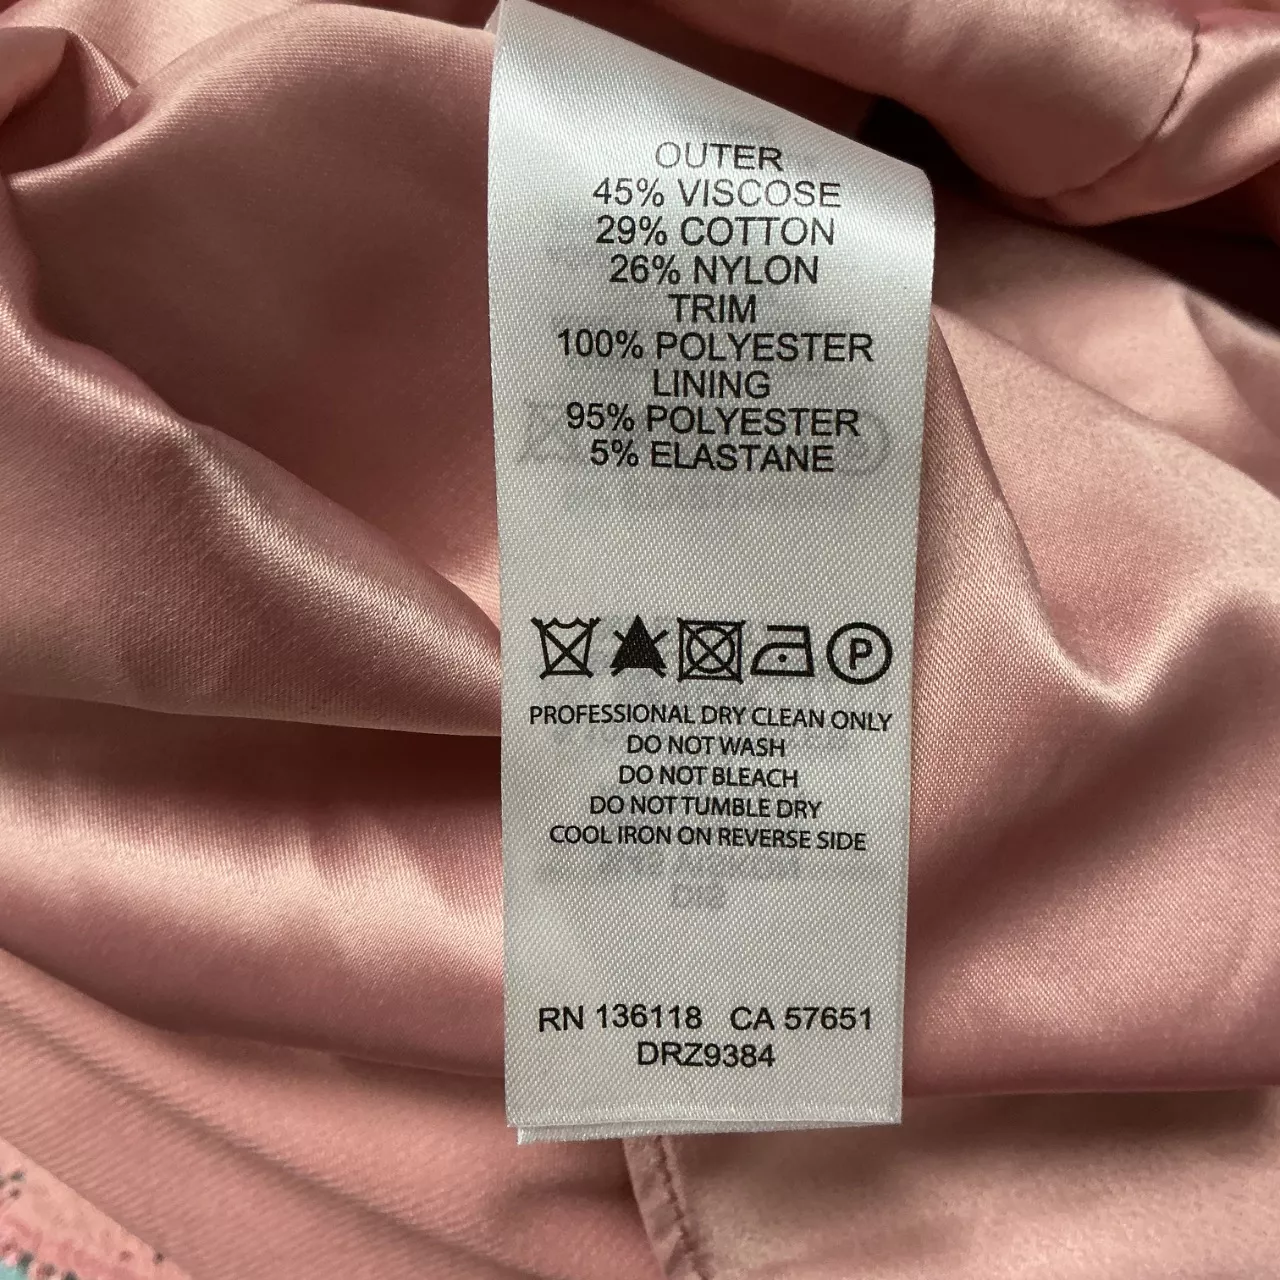 OUTER
45% VISCOSE
29% COTTON
26% NYLON
TRIM
100% POLYESTER
LINING
95% POLYESTER
5% ELASTANE
P
PROFESSIONAL DRY CLEAN ONLY
DO NOT WASH
DO NOT BLEACH
DO NOT TUMBLE DRY
COOL IRON ON REVERSE SIDE
RN 136118 CA 57651
DRZ9384